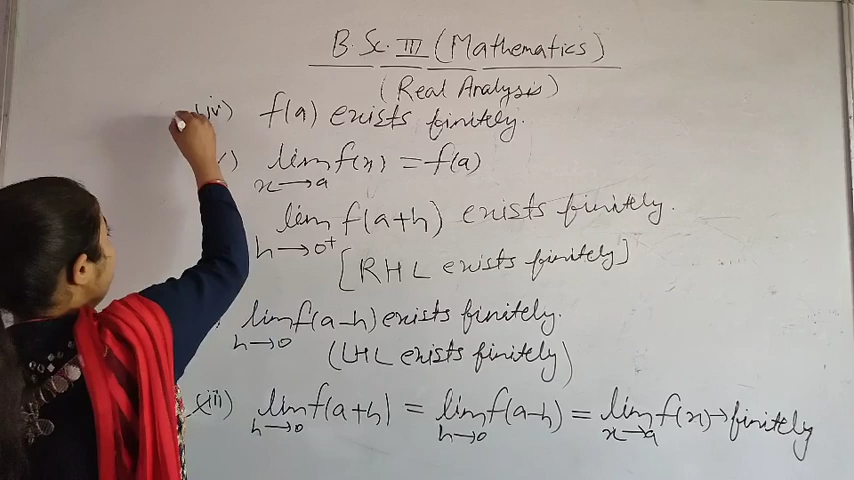 B.Sc. III (Mathematics)
(Real Analysis)
(iv) f(a) exists finitely.
) lim f(x) = f(a)
x→a
lim f(a+h) exists finitely.
h→0+
[RHL exists finitely]
lim f(a-h) exists finitely.
h→0
(LHL exists finitely)
iii) lim f(a+h) = lim f(a-h) = lim f(x) → finitely
h→0 h→0 x→a